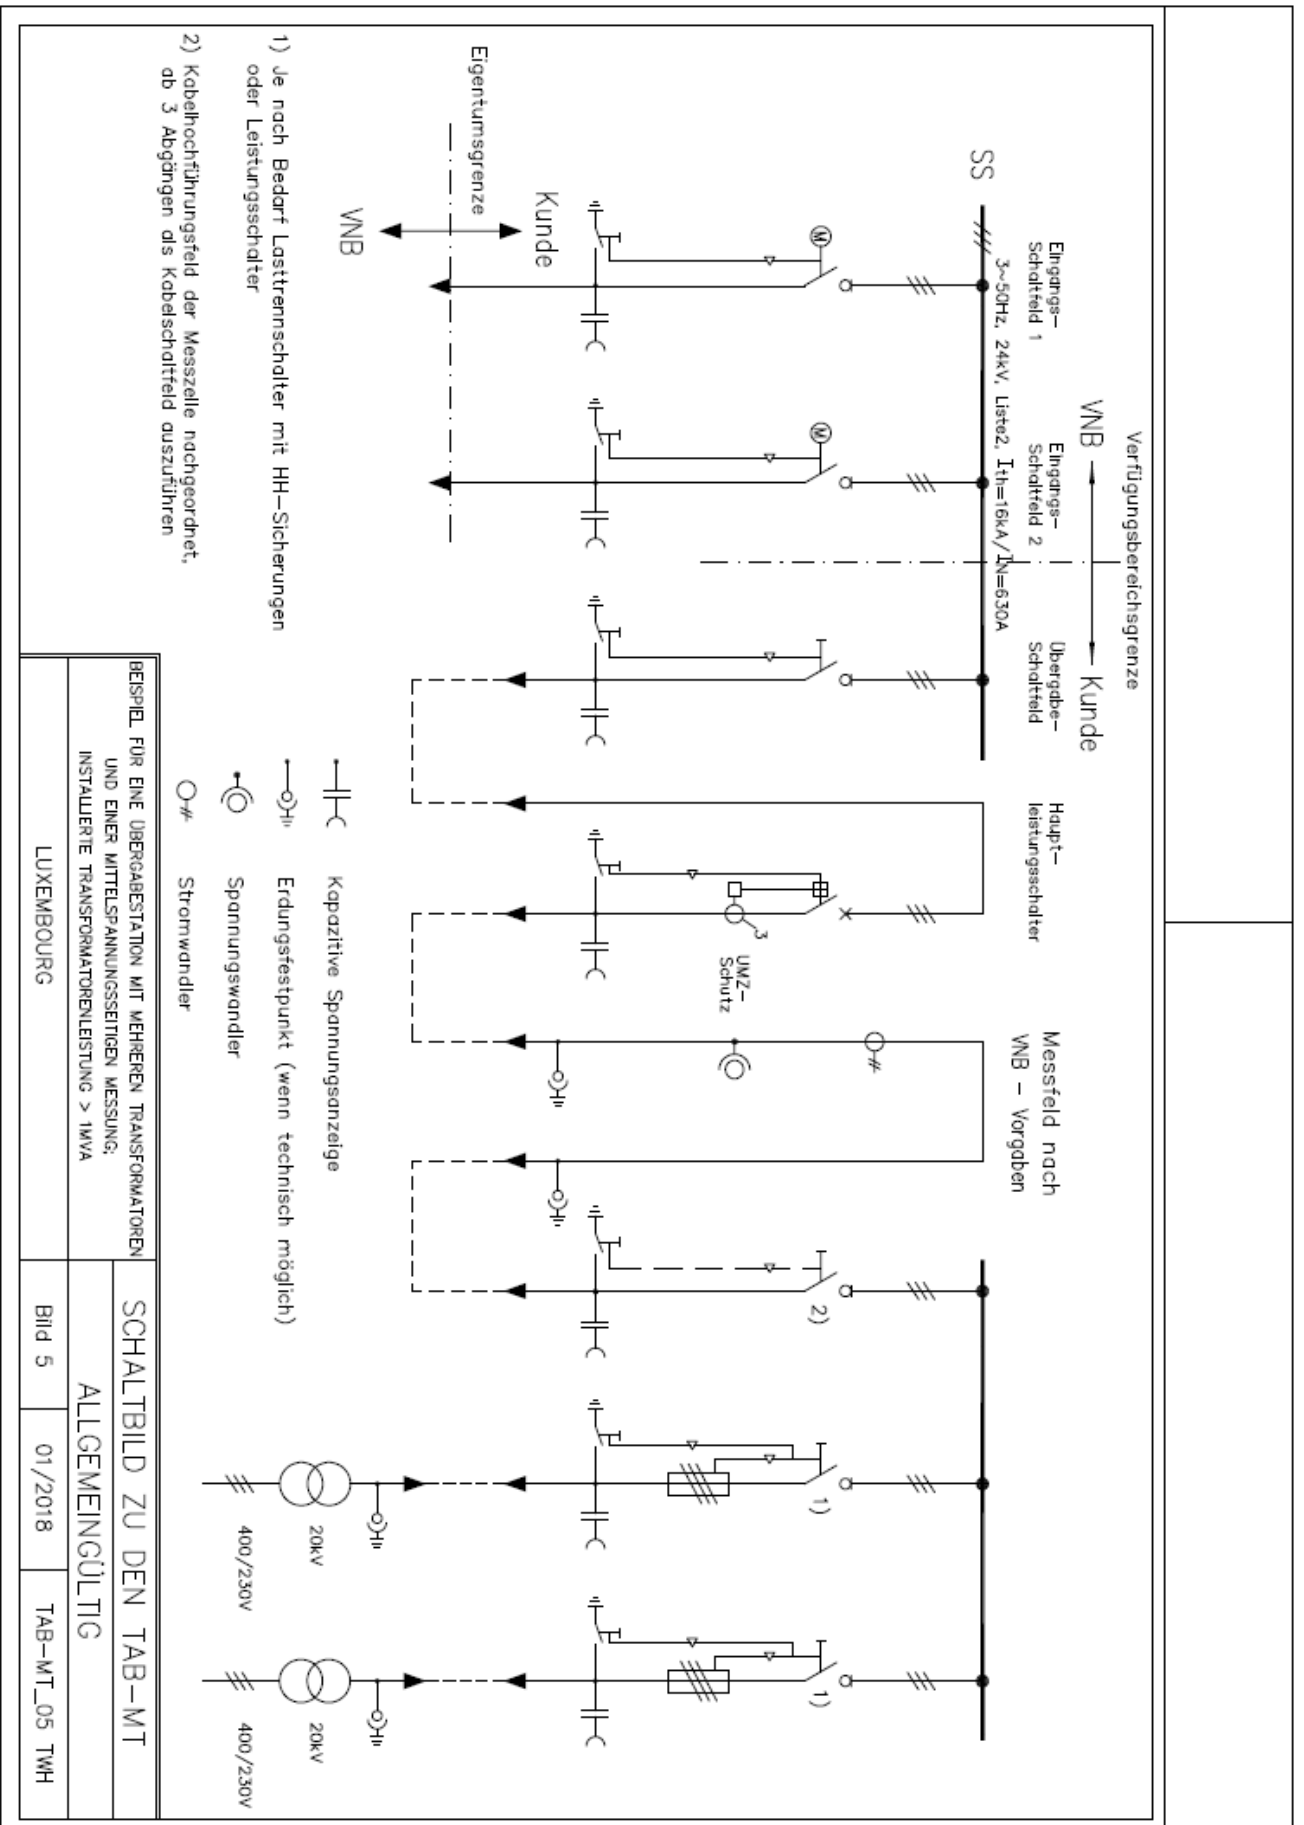 Verfügungsbereichsgrenze
VNB
Kunde
Eingangs-
Schaltfeld 1
Eingangs-
Schaltfeld 2
Übergabe-
Schaltfeld
Haupt-
leistungsschalter
Messfeld nach
VNB - Vorgaben
SS
3~50Hz, 24kV, Liste2, Ith=16kA/IN=630A
M
M
2)
1)
1)
3
UMZ-
Schutz
Kunde
Eigentumsgrenze
VNB
Kapazitive Spannungsanzeige
Erdungsfestpunkt (wenn technisch möglich)
Spannungswandler
Stromwandler
20kV
400/230V
20kV
400/230V
1) Je nach Bedarf Lasttrennschalter mit HH-Sicherungen
oder Leistungsschalter
2) Kabelhochführungsfeld der Messzelle nachgeordnet,
ab 3 Abgängen als Kabelschaltfeld auszuführen
BEISPIEL FÜR EINE ÜBERGABESTATION MIT MEHREREN TRANSFORMATOREN
UND EINER MITTELSPANNUNGSSEITIGEN MESSUNG;
INSTALLIERTE TRANSFORMATORENLEISTUNG > 1MVA
LUXEMBOURG
SCHALTBILD ZU DEN TAB-MT
ALLGEMEINGÜLTIG
Bild 5
01/2018
TAB-MT_05 TWH